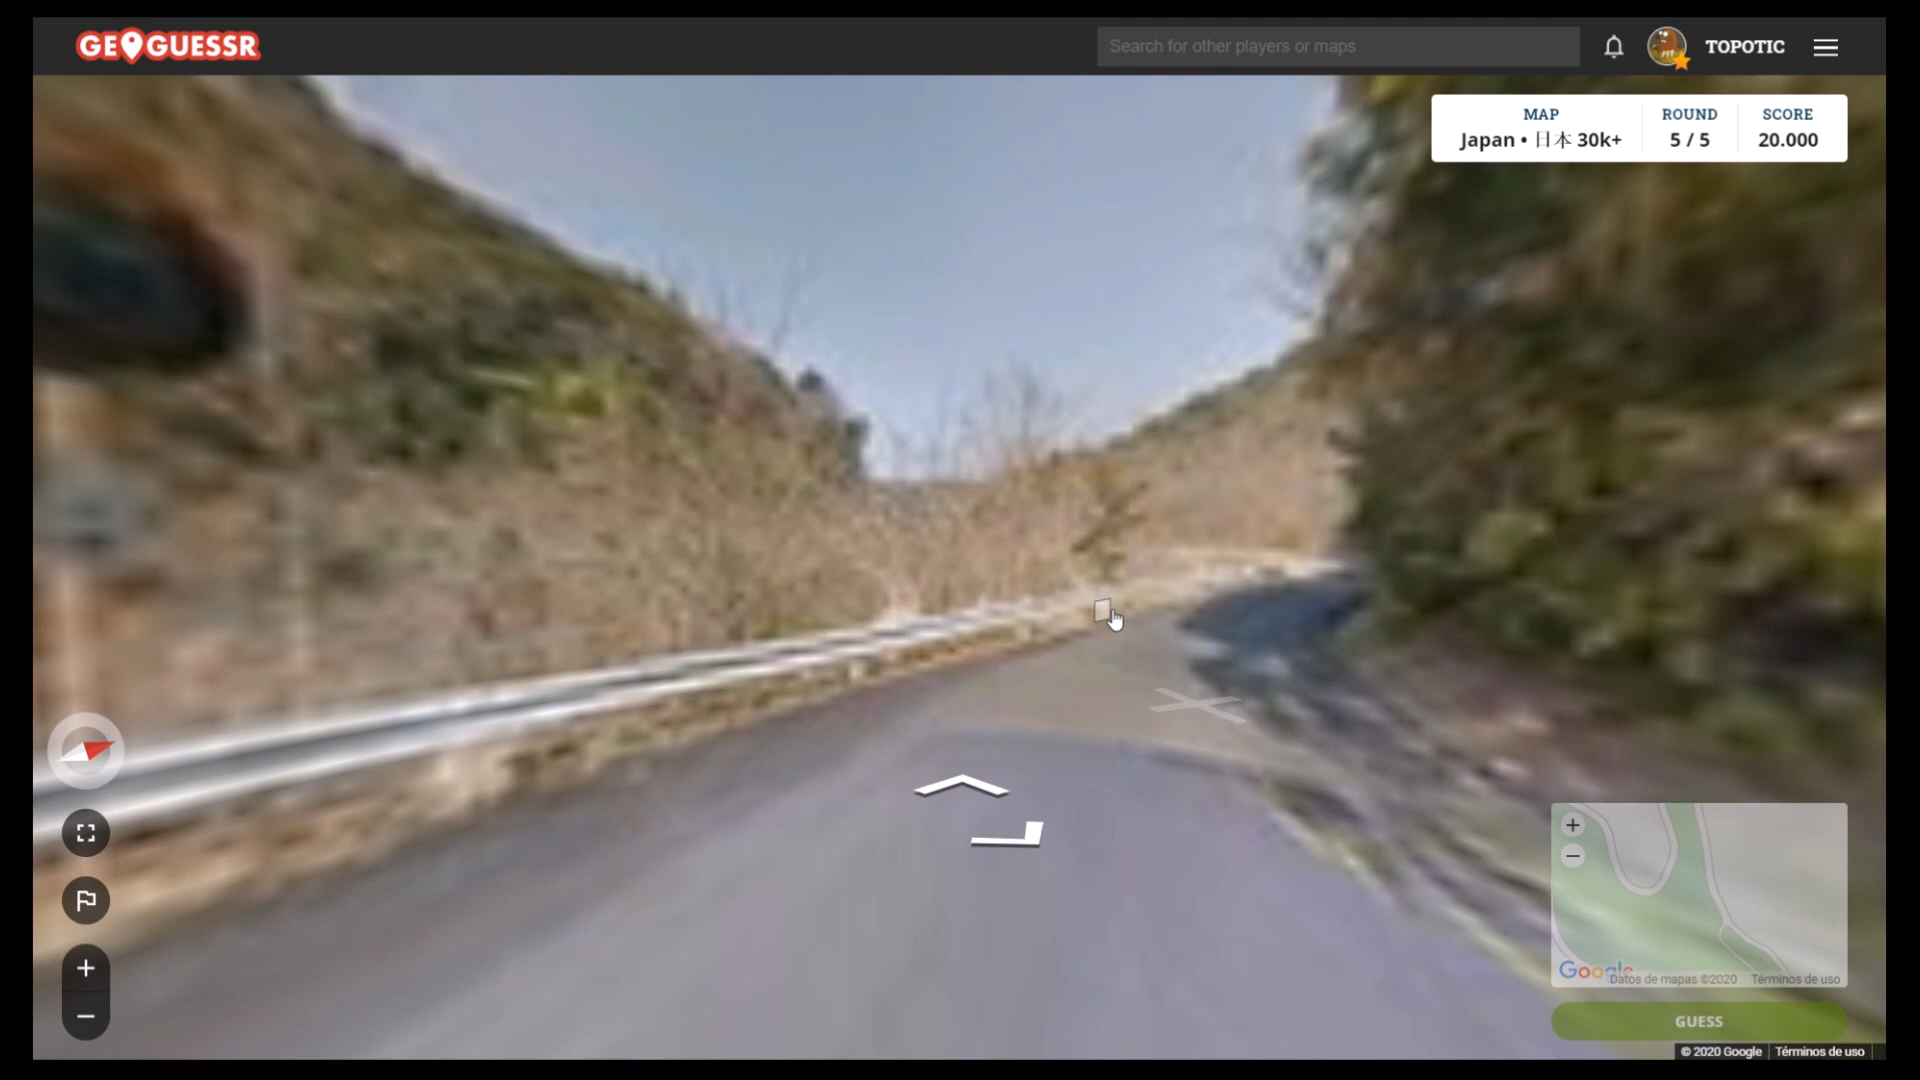 GEOGUESSR
Search for other players or maps
TOPOTIC
MAP
Japan • 日本 30k+
ROUND
5 / 5
SCORE
20.000
Google
Datos de mapas ©2020
Términos de uso
GUESS
© 2020 Google
Términos de uso